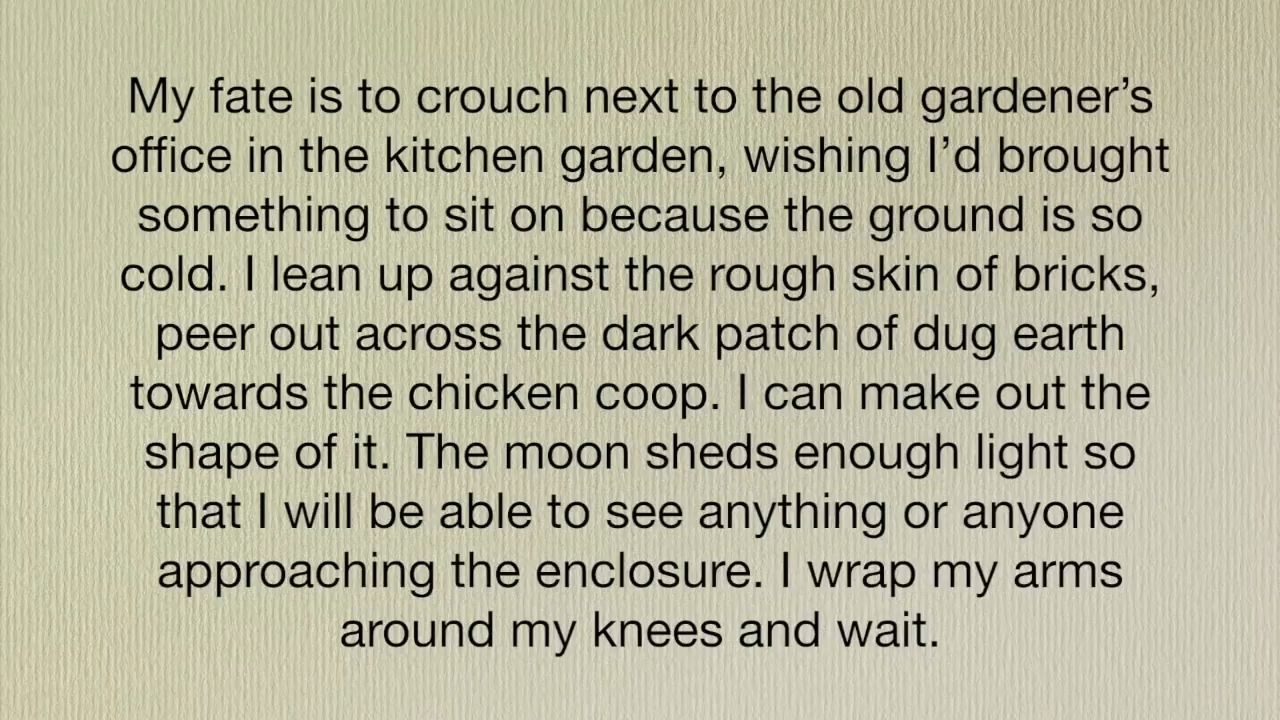 My fate is to crouch next to the old gardener’s
office in the kitchen garden, wishing I’d brought
something to sit on because the ground is so
cold. I lean up against the rough skin of bricks,
peer out across the dark patch of dug earth
towards the chicken coop. I can make out the
shape of it. The moon sheds enough light so
that I will be able to see anything or anyone
approaching the enclosure. I wrap my arms
around my knees and wait.